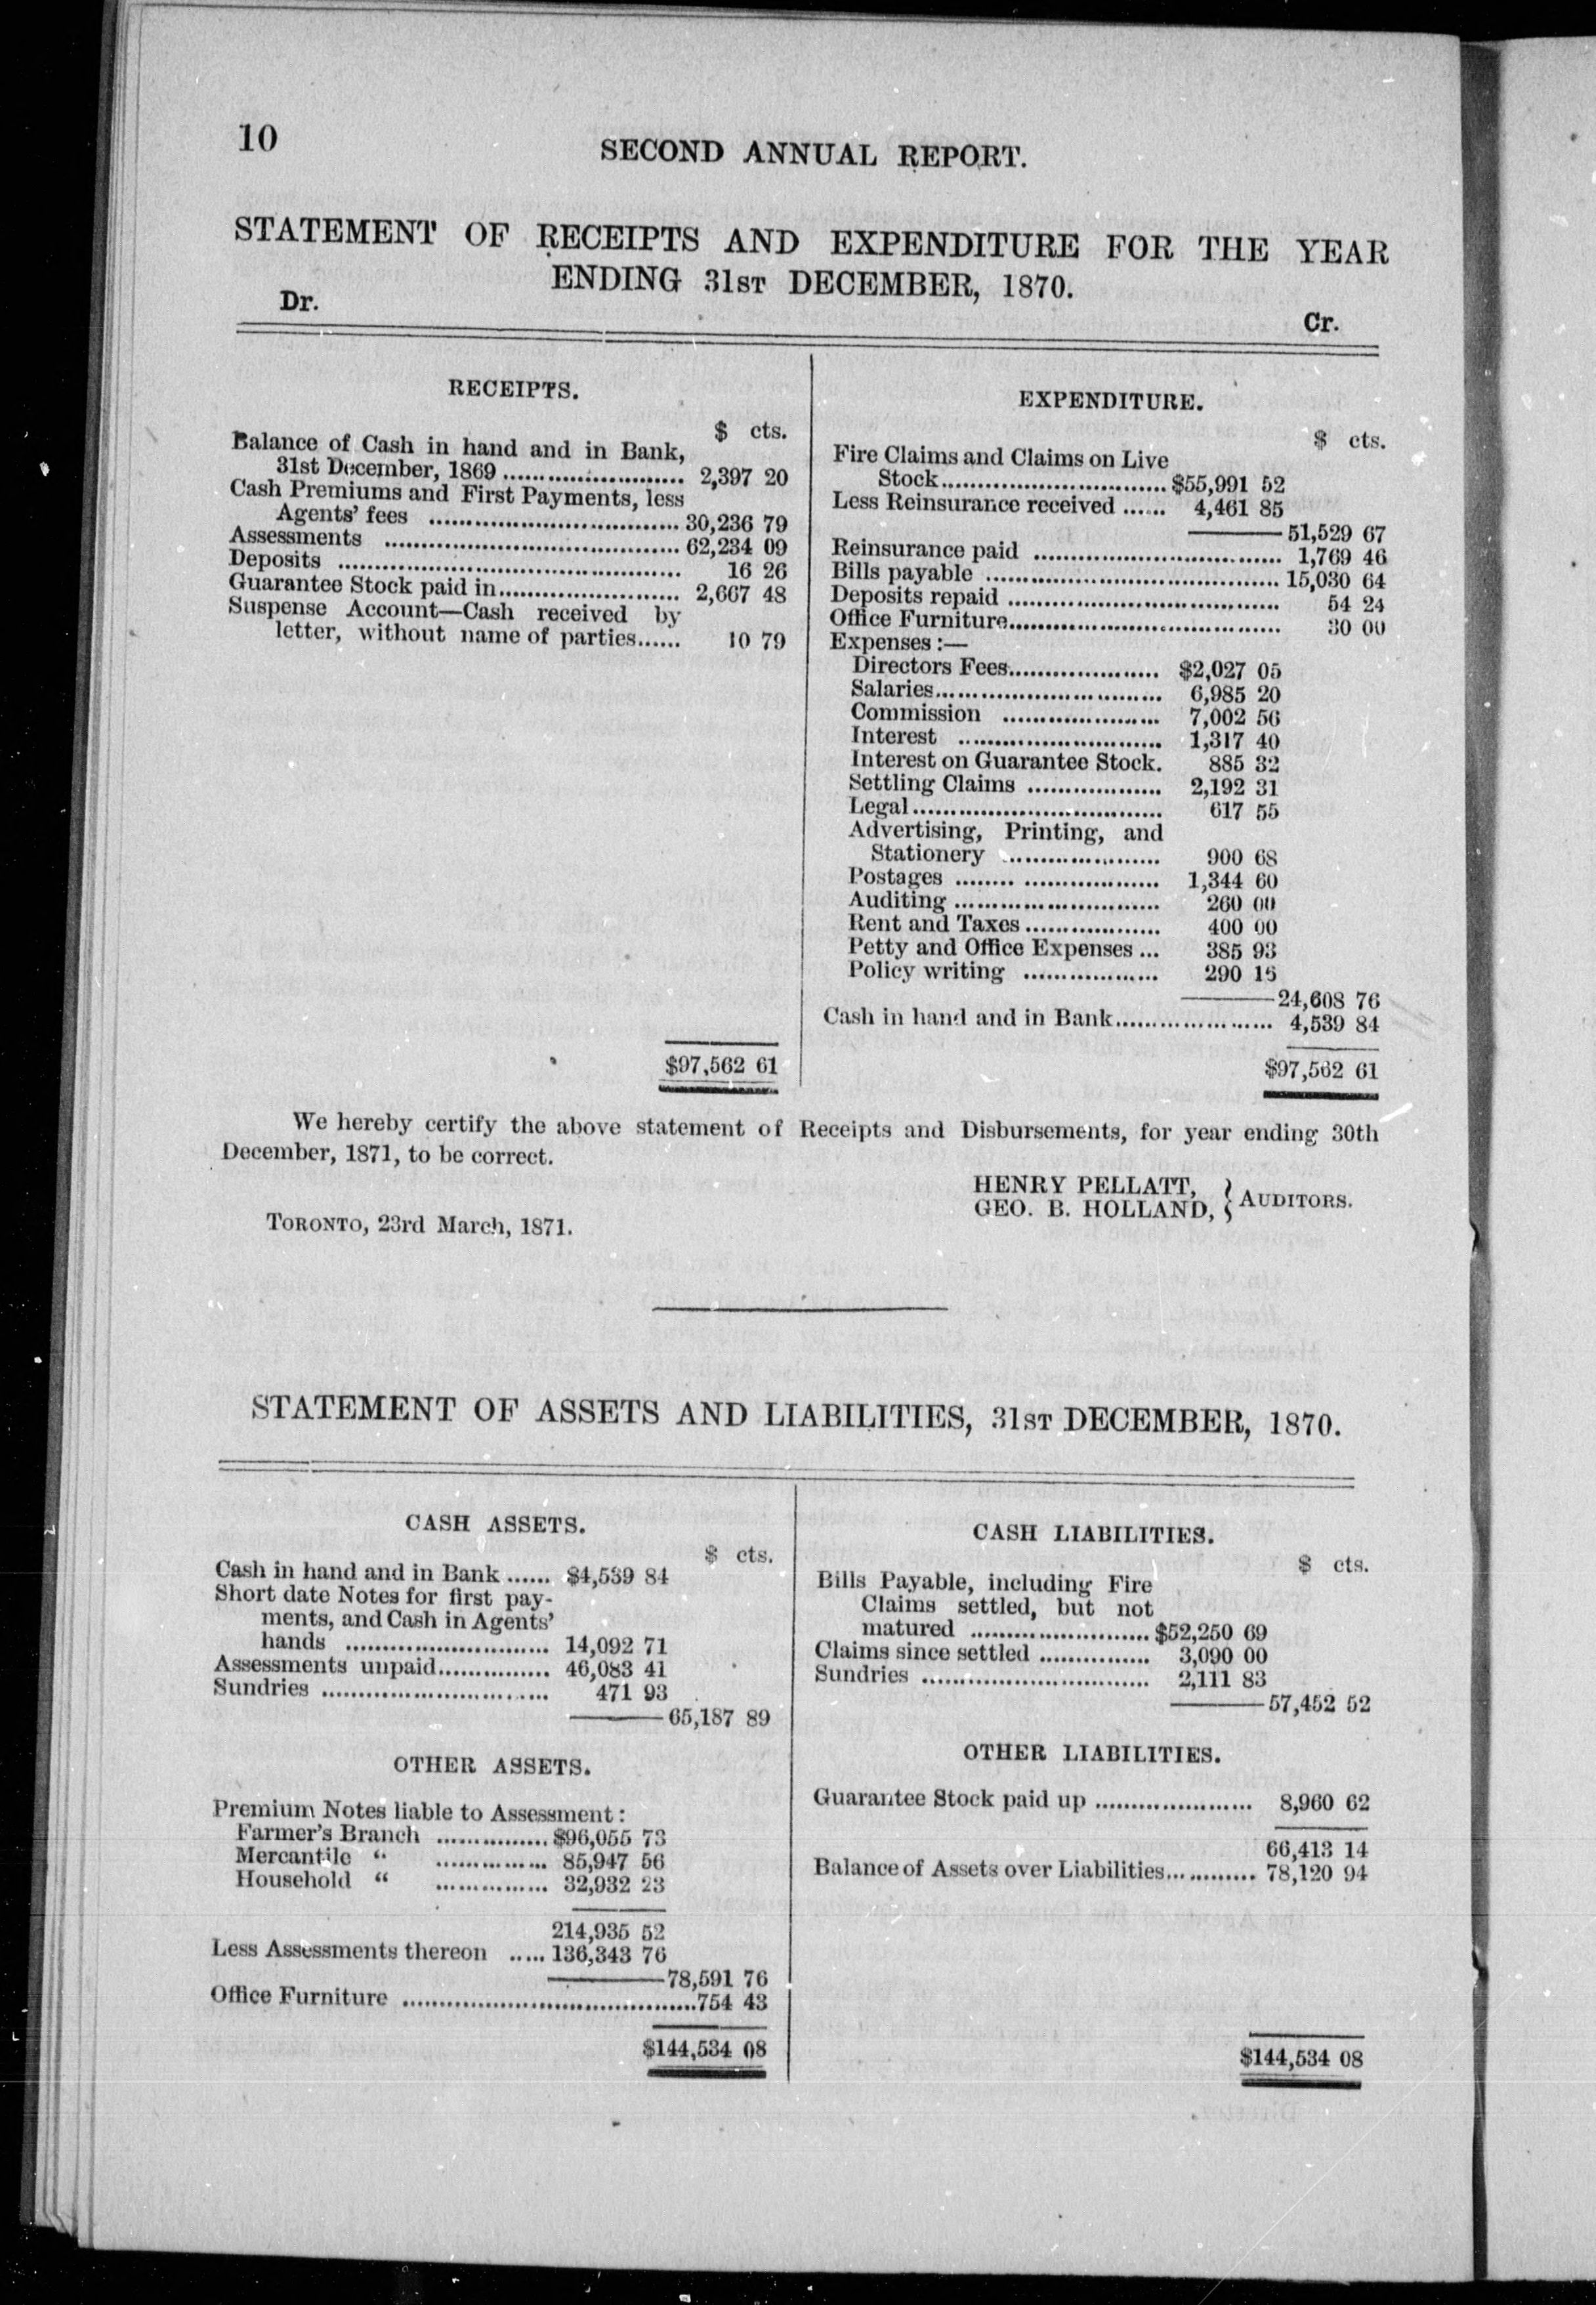 10
SECOND ANNUAL REPORT.
STATEMENT OF RECEIPTS AND EXPENDITURE FOR THE YEAR
ENDING 31ST DECEMBER, 1870.
Dr.
Cr.
RECEIPTS.
$ cts.
Balance of Cash in hand and in Bank,
31st December, 1869 ........................ 2,397 20
Cash Premiums and First Payments, less
Agents' fees .................................. 30,236 79
Assessments ....................................... 62,234 09
Deposits ............................................. 16 26
Guarantee Stock paid in........................ 2,667 48
Suspense Account—Cash received by
letter, without name of parties...... 10 79
$97,562 61
EXPENDITURE.
$ cts.
Fire Claims and Claims on Live
Stock.............................. $55,991 52
Less Reinsurance received ...... 4,461 85
51,529 67
Reinsurance paid ................................. 1,769 46
Bills payable ....................................... 15,030 64
Deposits repaid .................................... 54 24
Office Furniture.................................... 30 00
Expenses :—
Directors Fees.................... $2,027 05
Salaries.............................. 6,985 20
Commission ..................... 7,002 56
Interest ........................... 1,317 40
Interest on Guarantee Stock. 885 32
Settling Claims .................. 2,192 31
Legal................................. 617 55
Advertising, Printing, and
Stationery ..................... 900 68
Postages ........ .................. 1,344 60
Auditing ........................... 260 00
Rent and Taxes.................. 400 00
Petty and Office Expenses ... 385 93
Policy writing .................. 290 16
24,608 76
Cash in hand and in Bank..................... 4,539 84
$97,562 61
We hereby certify the above statement of Receipts and Disbursements, for year ending 30th
December, 1871, to be correct.
HENRY PELLATT,
GEO. B. HOLLAND, } AUDITORS.
TORONTO, 23rd March, 1871.
STATEMENT OF ASSETS AND LIABILITIES, 31ST DECEMBER, 1870.
CASH ASSETS.
$ cts.
Cash in hand and in Bank ...... $4,539 84
Short date Notes for first pay-
ments, and Cash in Agents'
hands ........................... 14,092 71
Assessments unpaid............... 46,083 41
Sundries .............................. 471 93
65,187 89
OTHER ASSETS.
Premium Notes liable to Assessment :
Farmer's Branch ............... $96,055 73
Mercantile " ............... 85,947 56
Household " ............... 32,932 23
214,935 52
Less Assessments thereon ..... 136,343 76
78,591 76
Office Furniture .......................................754 43
$144,534 08
CASH LIABILITIES.
$ cts.
Bills Payable, including Fire
Claims settled, but not
matured ........................ $52,250 69
Claims since settled ............... 3,090 00
Sundries .............................. 2,111 83
57,452 52
OTHER LIABILITIES.
Guarantee Stock paid up ..................... 8,960 62
66,413 14
Balance of Assets over Liabilities............ 78,120 94
$144,534 08